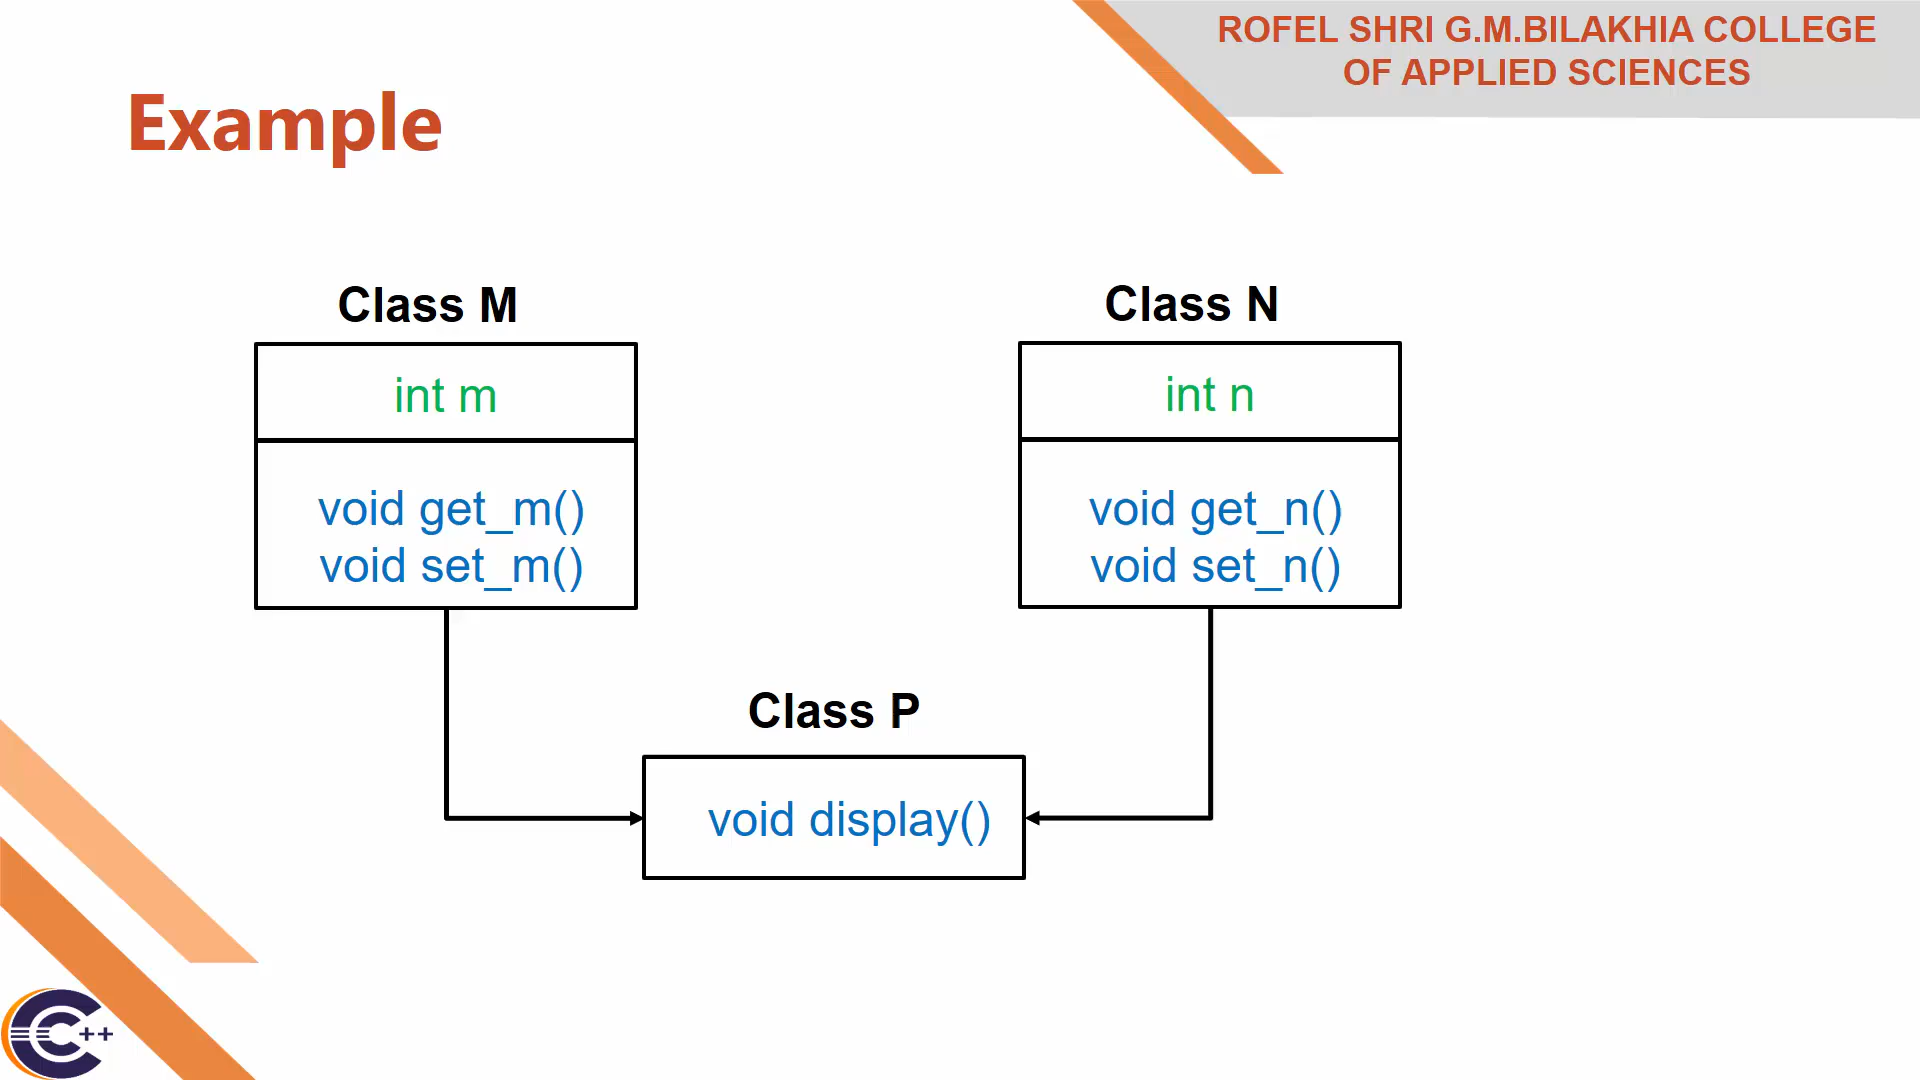 ROFEL SHRI G.M.BILAKHIA COLLEGE
OF APPLIED SCIENCES
Example
Class M
int m
void get_m()
void set_m()
Class N
int n
void get_n()
void set_n()
Class P
void display()
C++